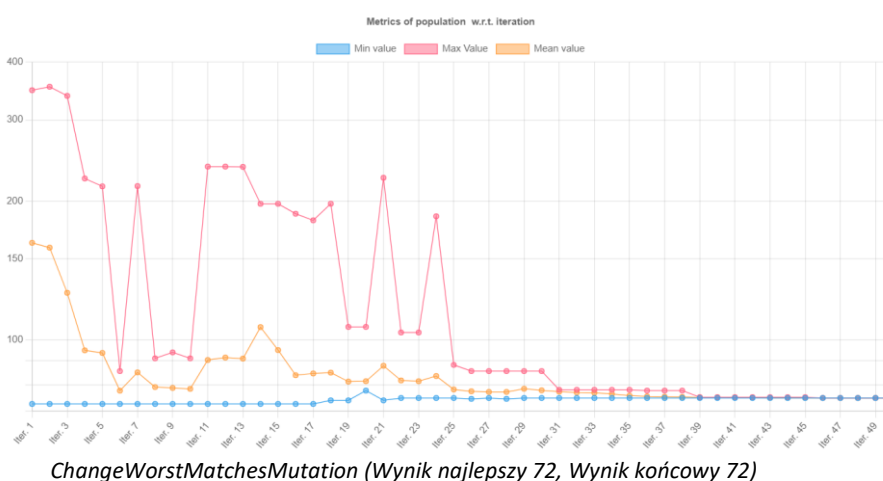 Metrics of population w.r.t. iteration
Min value Max Value Mean value
400
300
200
150
100
Iter. 1 Iter. 3 Iter. 5 Iter. 7 Iter. 9 Iter. 11 Iter. 13 Iter. 15 Iter. 17 Iter. 19 Iter. 21 Iter. 23 Iter. 25 Iter. 27 Iter. 29 Iter. 31 Iter. 33 Iter. 35 Iter. 37 Iter. 39 Iter. 41 Iter. 43 Iter. 45 Iter. 47 Iter. 49
ChangeWorstMatchesMutation (Wynik najlepszy 72, Wynik końcowy 72)